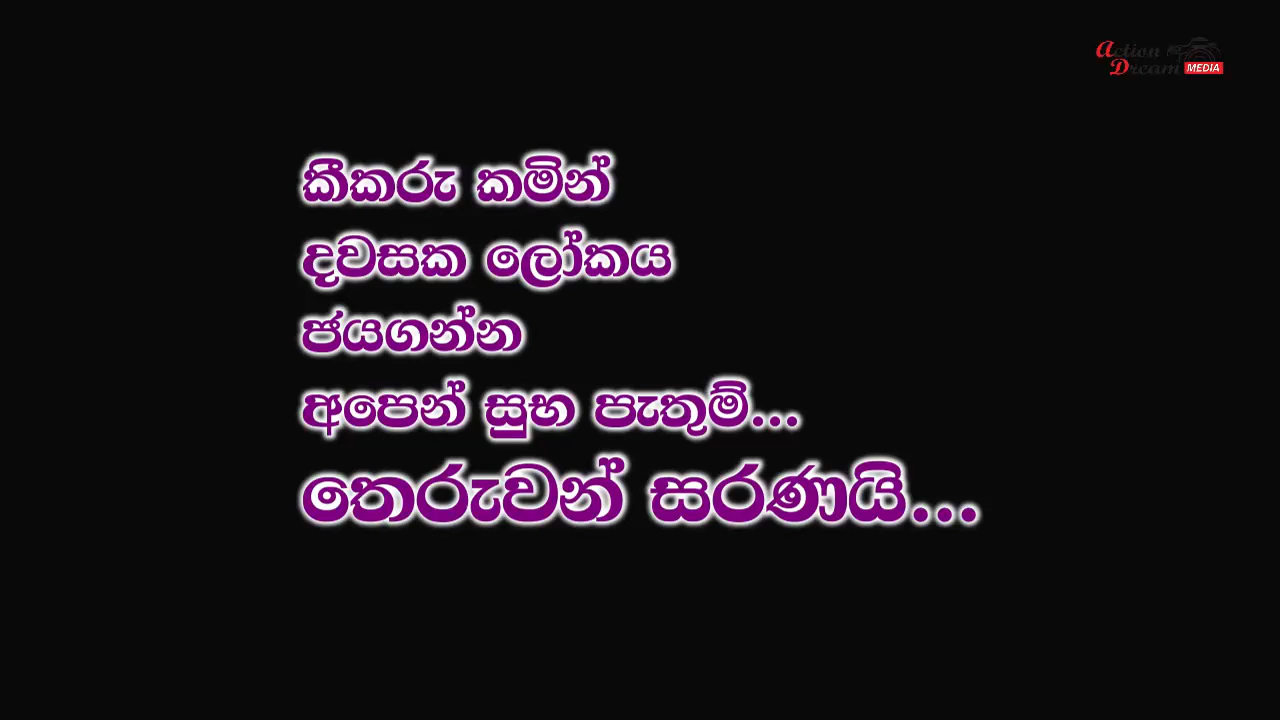 Action
Dream MEDIA
කීකරු කමින්
දවසක ලෝකය
ජයගන්න
අපෙන් සුභ පැතුම්...
තෙරුවන් සරණයි...